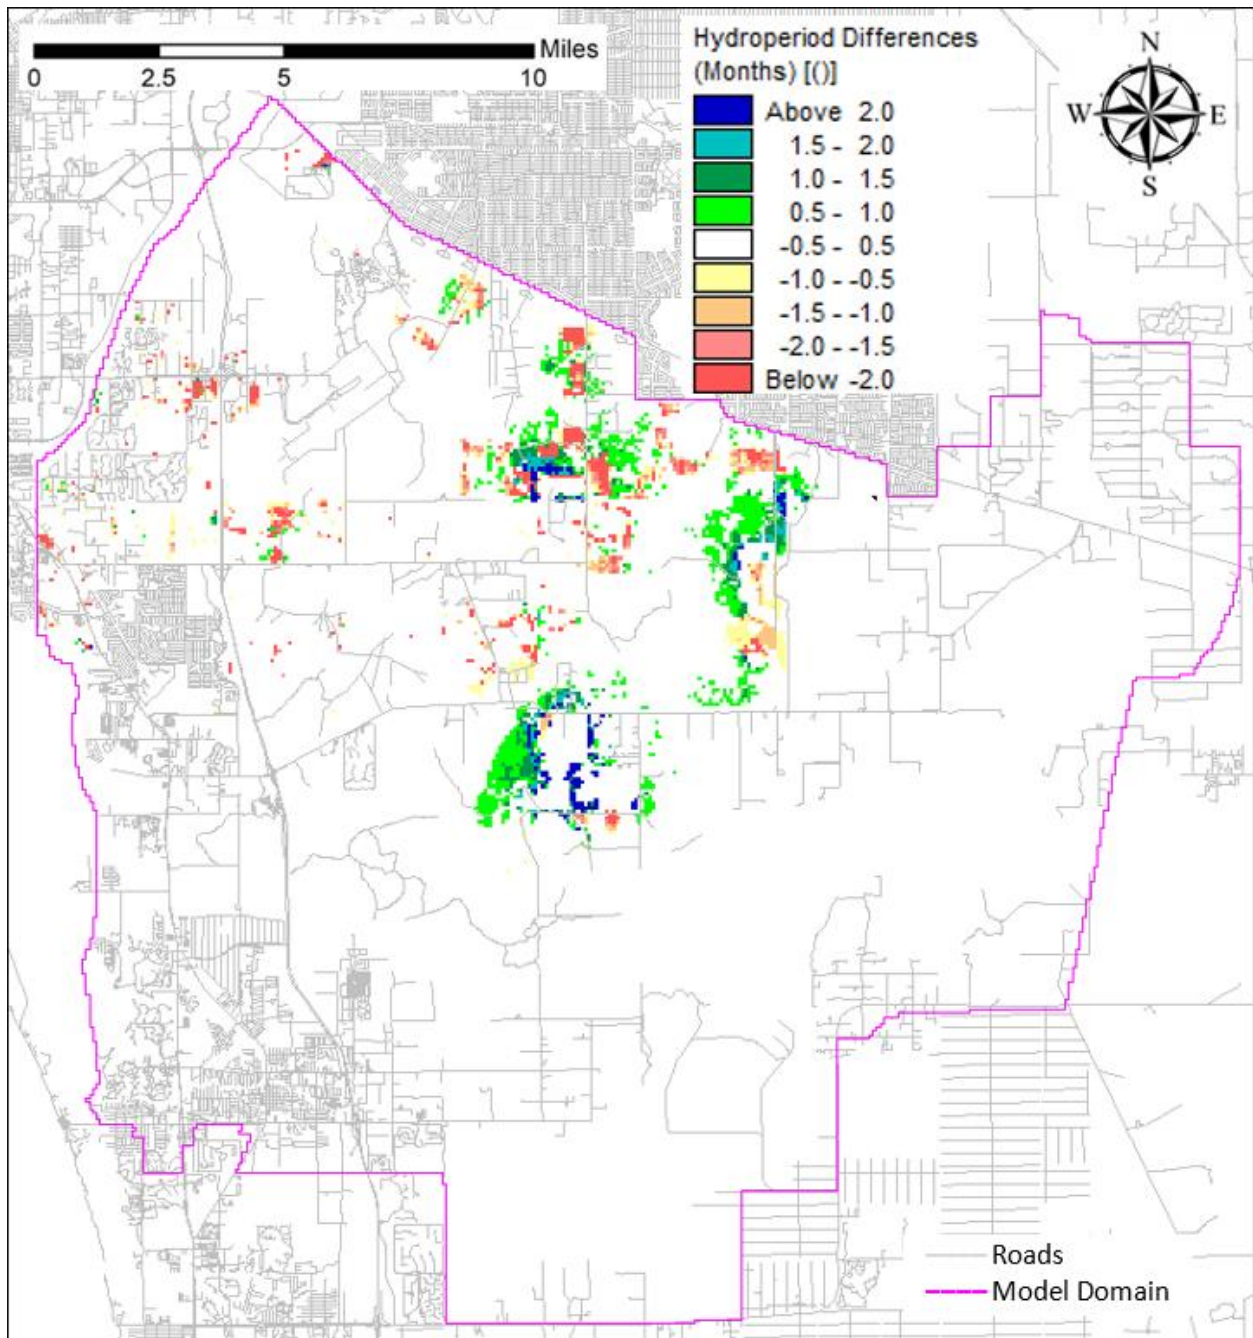 Miles
0 2.5 5 10
Hydroperiod Differences
(Months) [()]
Above 2.0
1.5 - 2.0
1.0 - 1.5
0.5 - 1.0
-0.5 - 0.5
-1.0 - -0.5
-1.5 - -1.0
-2.0 - -1.5
Below -2.0
N
W E
S
Roads
Model Domain